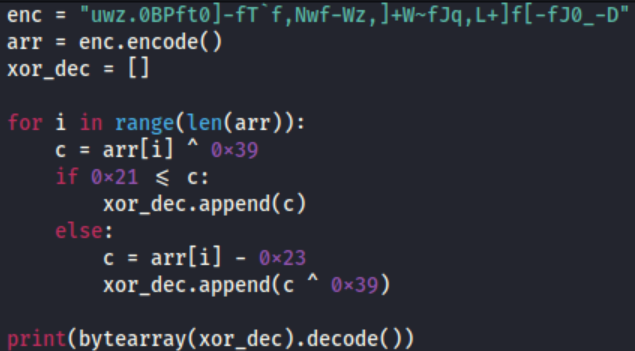 enc = "uwz.0BPft0]-fT`f,Nwf-Wz,]+W~fJq,L+]f[-fJ0_-D"
arr = enc.encode()
xor_dec = []
for i in range(len(arr)):
    c = arr[i] ^ 0×39
    if 0×21 ⩽ c:
        xor_dec.append(c)
    else:
        c = arr[i] - 0×23
        xor_dec.append(c ^ 0×39)
print(bytearray(xor_dec).decode())